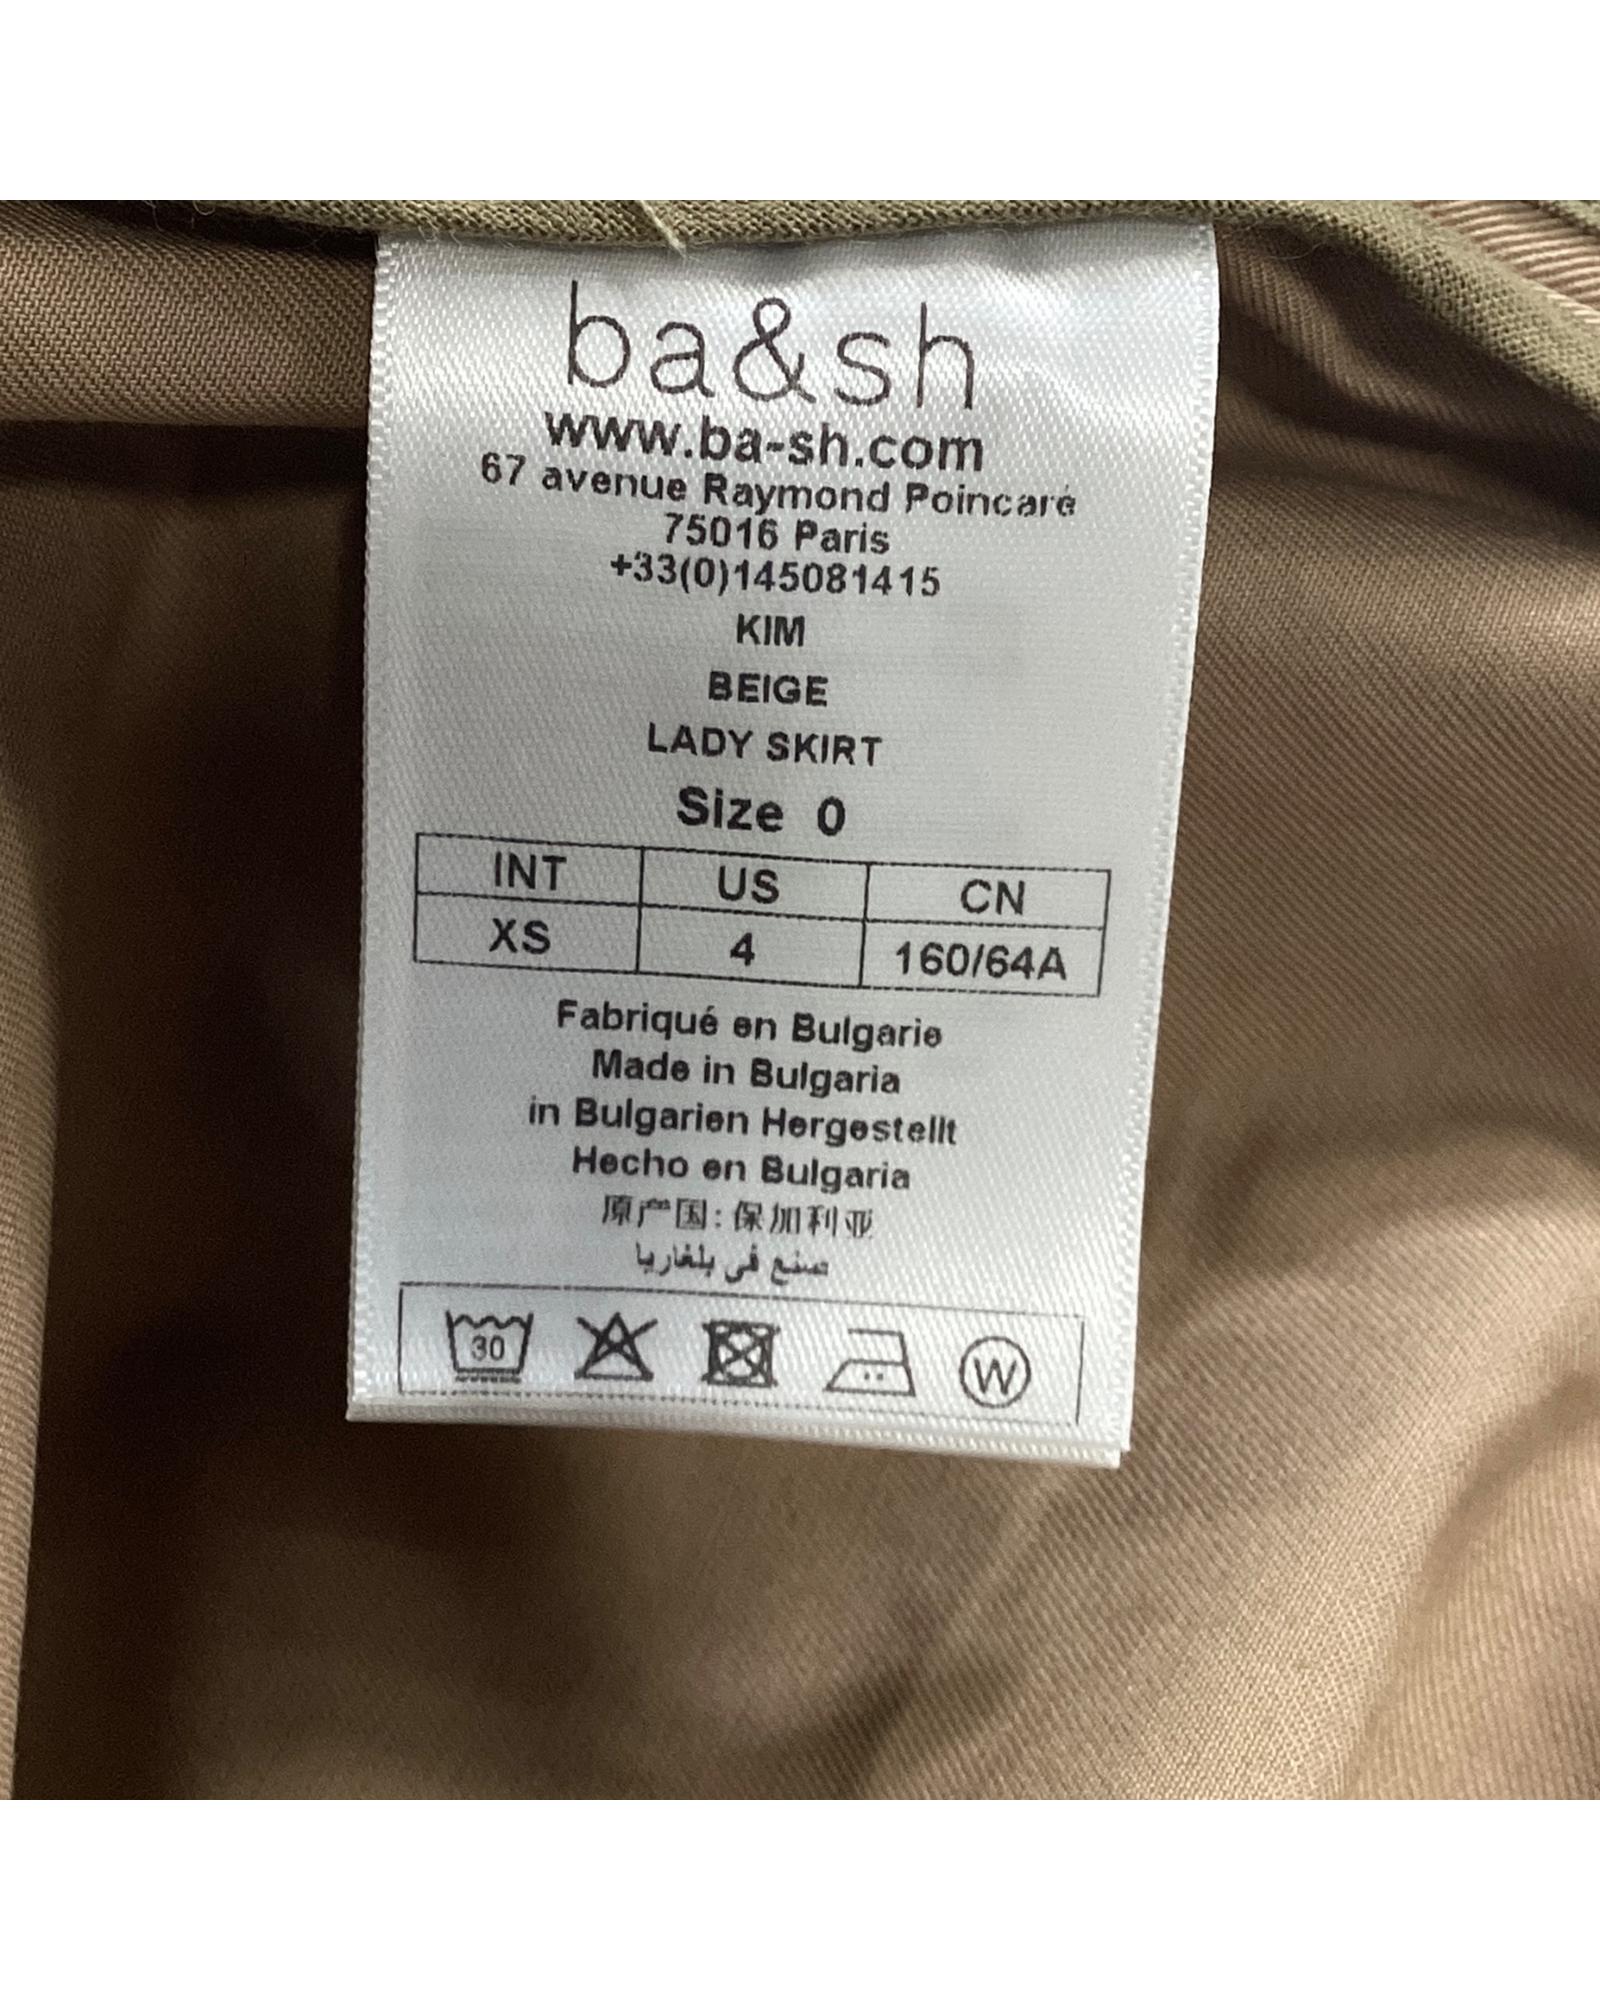 ba&sh
www.ba-sh.com
67 avenue Raymond Poincaré
75016 Paris
+33(0)145081415
KIM
BEIGE
LADY SKIRT
Size 0
INT US CN
XS 4 160/64A
Fabriqué en Bulgarie
Made in Bulgaria
in Bulgarien Hergestellt
Hecho en Bulgaria
原产国: 保加利亚
صنع في بلغاريا
30 W